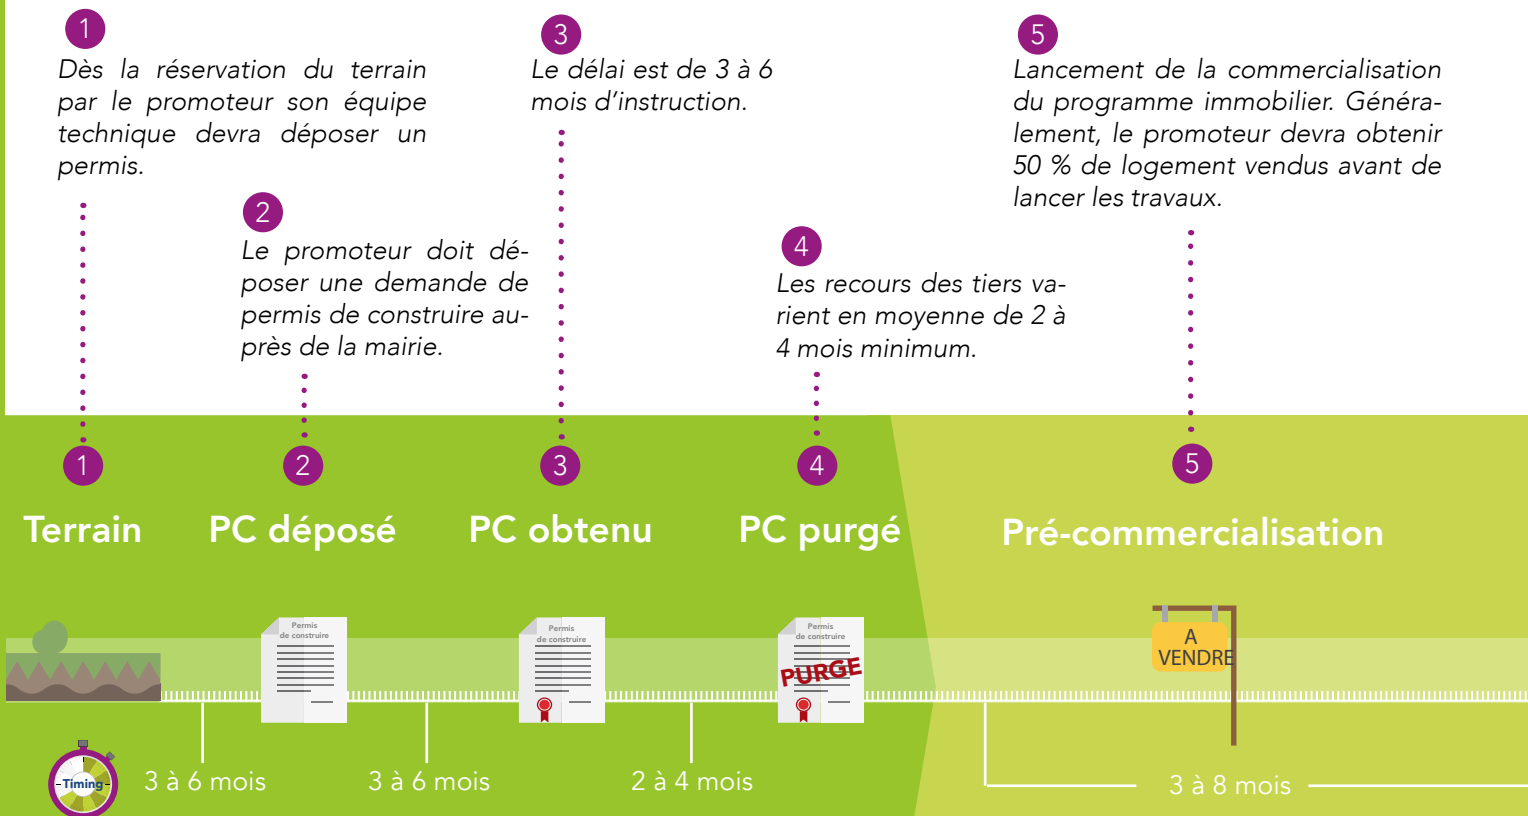 1
Dès la réservation du terrain
par le promoteur son équipe
technique devra déposer un
permis.
2
Le promoteur doit dé-
poser une demande de
permis de construire au-
près de la mairie.
3
Le délai est de 3 à 6
mois d'instruction.
4
Les recours des tiers va-
rient en moyenne de 2 à
4 mois minimum.
5
Lancement de la commercialisation
du programme immobilier. Généra-
lement, le promoteur devra obtenir
50 % de logement vendus avant de
lancer les travaux.
1
2
3
4
5
Terrain
PC déposé
PC obtenu
PC purgé
Pré-commercialisation
Permis
de construire
Permis
de construire
Permis
de construire
PURGE
A
VENDRE
Timing
3 à 6 mois
3 à 6 mois
2 à 4 mois
3 à 8 mois